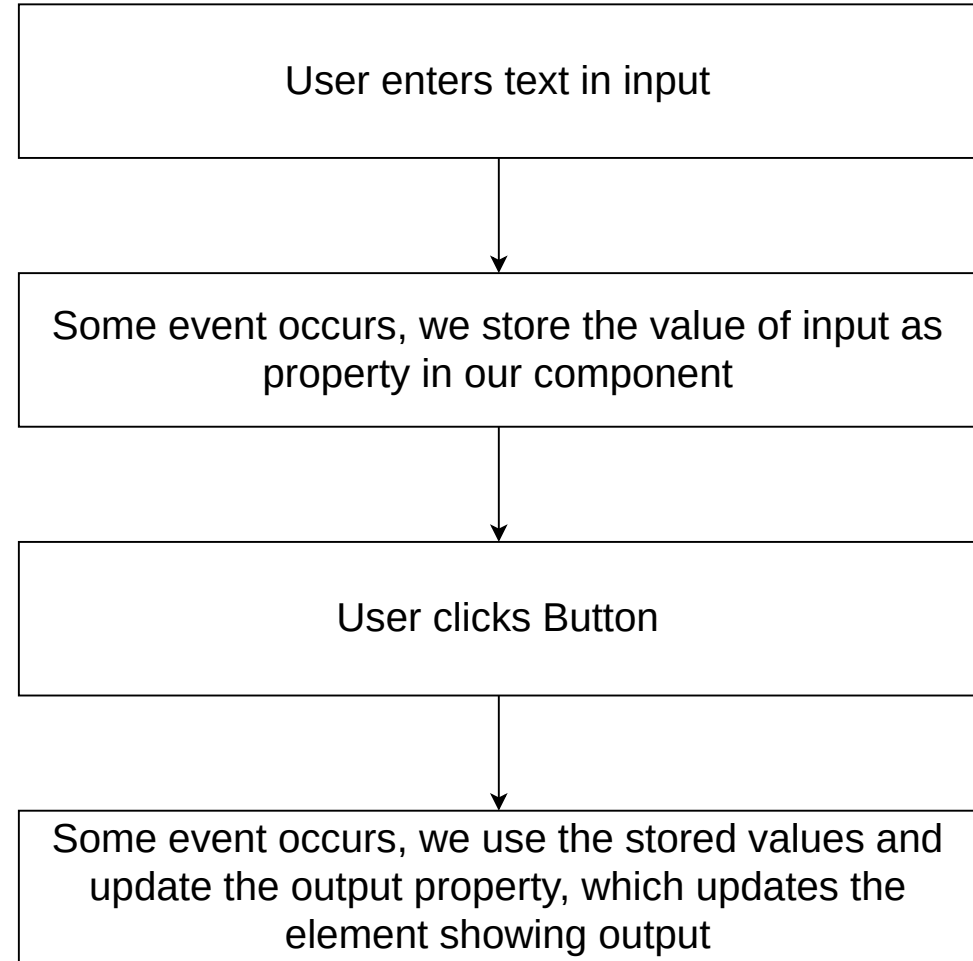 User enters text in input
Some event occurs, we store the value of input as
property in our component
User clicks Button
Some event occurs, we use the stored values and
update the output property, which updates the
element showing output